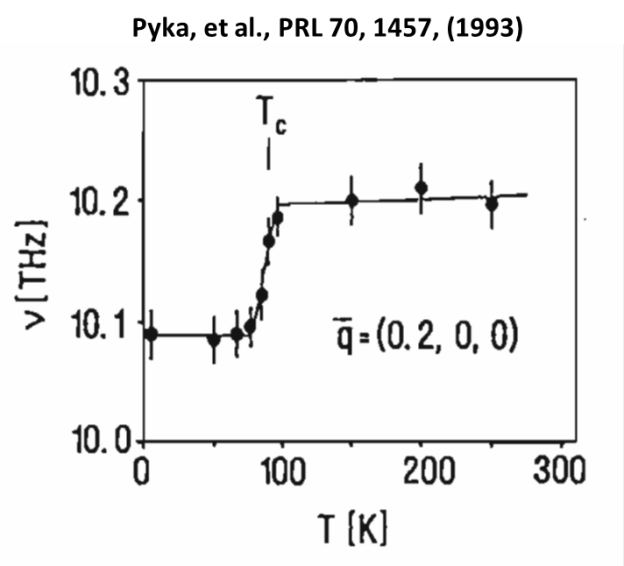 Pyka, et al., PRL 70, 1457, (1993)
10.3
T_c
10.2
ν [THz]
10.1
q̄ = (0.2, 0, 0)
10.0
0 100 200 300
T [K]